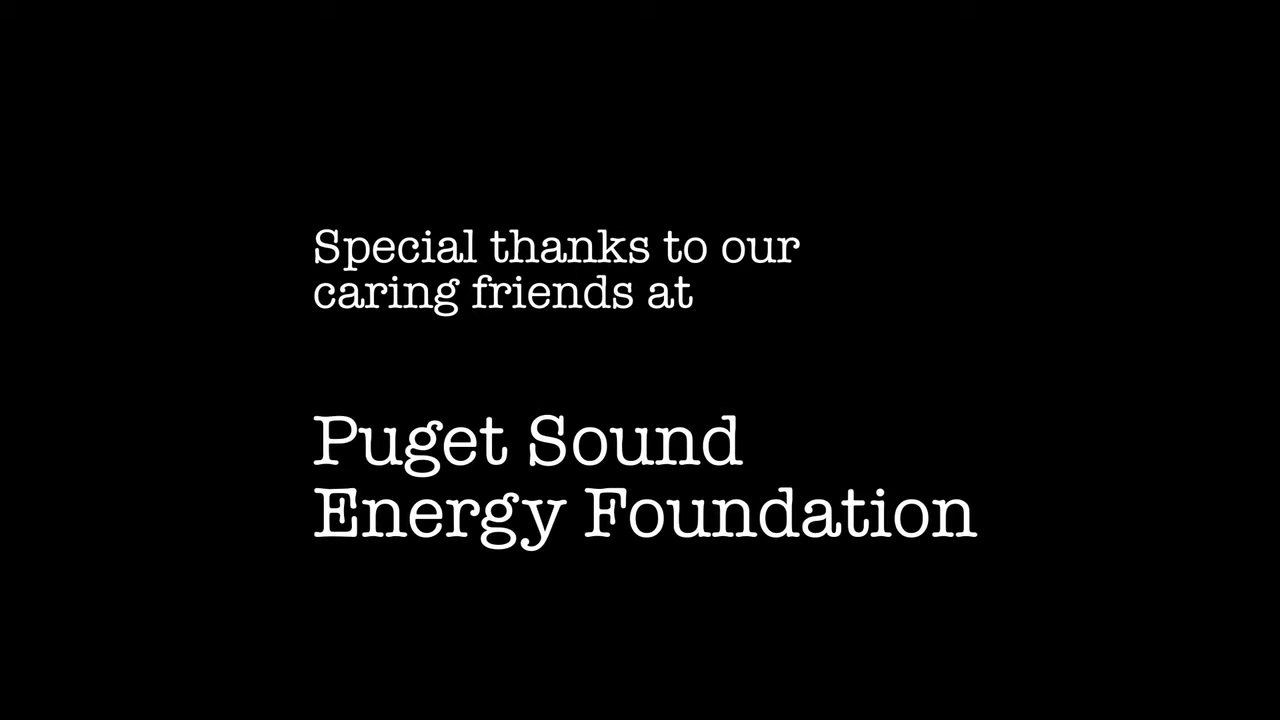 Special thanks to our
caring friends at
Puget Sound
Energy Foundation